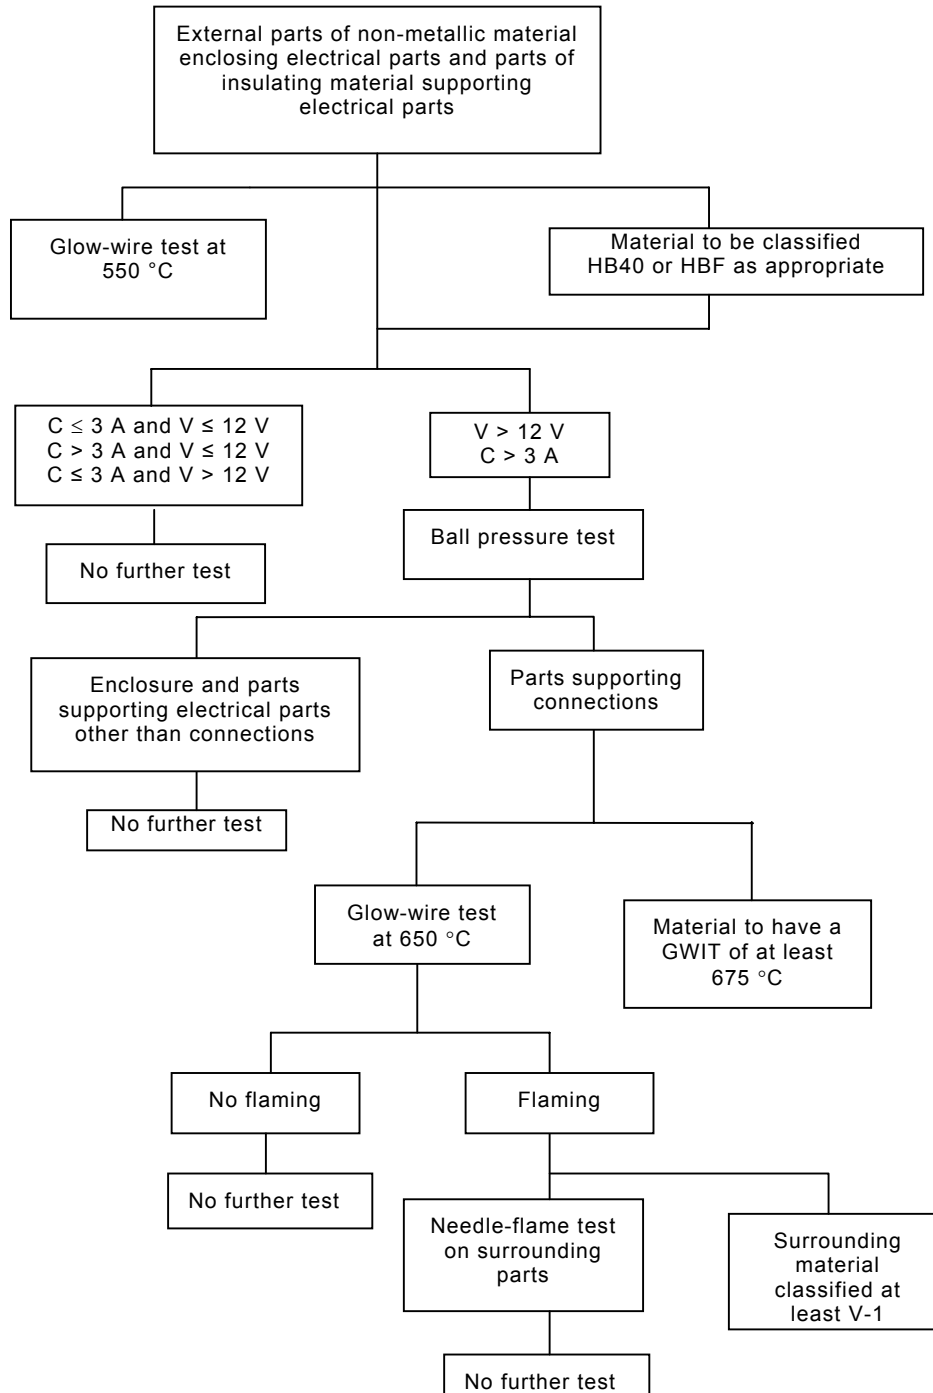 External parts of non-metallic material
enclosing electrical parts and parts of
insulating material supporting
electrical parts
Glow-wire test at
550 °C
Material to be classified
HB40 or HBF as appropriate
C ≤ 3 A and V ≤ 12 V
C > 3 A and V ≤ 12 V
C ≤ 3 A and V > 12 V
V > 12 V
C > 3 A
Ball pressure test
No further test
Enclosure and parts
supporting electrical parts
other than connections
Parts supporting
connections
No further test
Glow-wire test
at 650 °C
Material to have a
GWIT of at least
675 °C
No flaming
Flaming
No further test
Needle-flame test
on surrounding
parts
Surrounding
material
classified at
least V-1
No further test